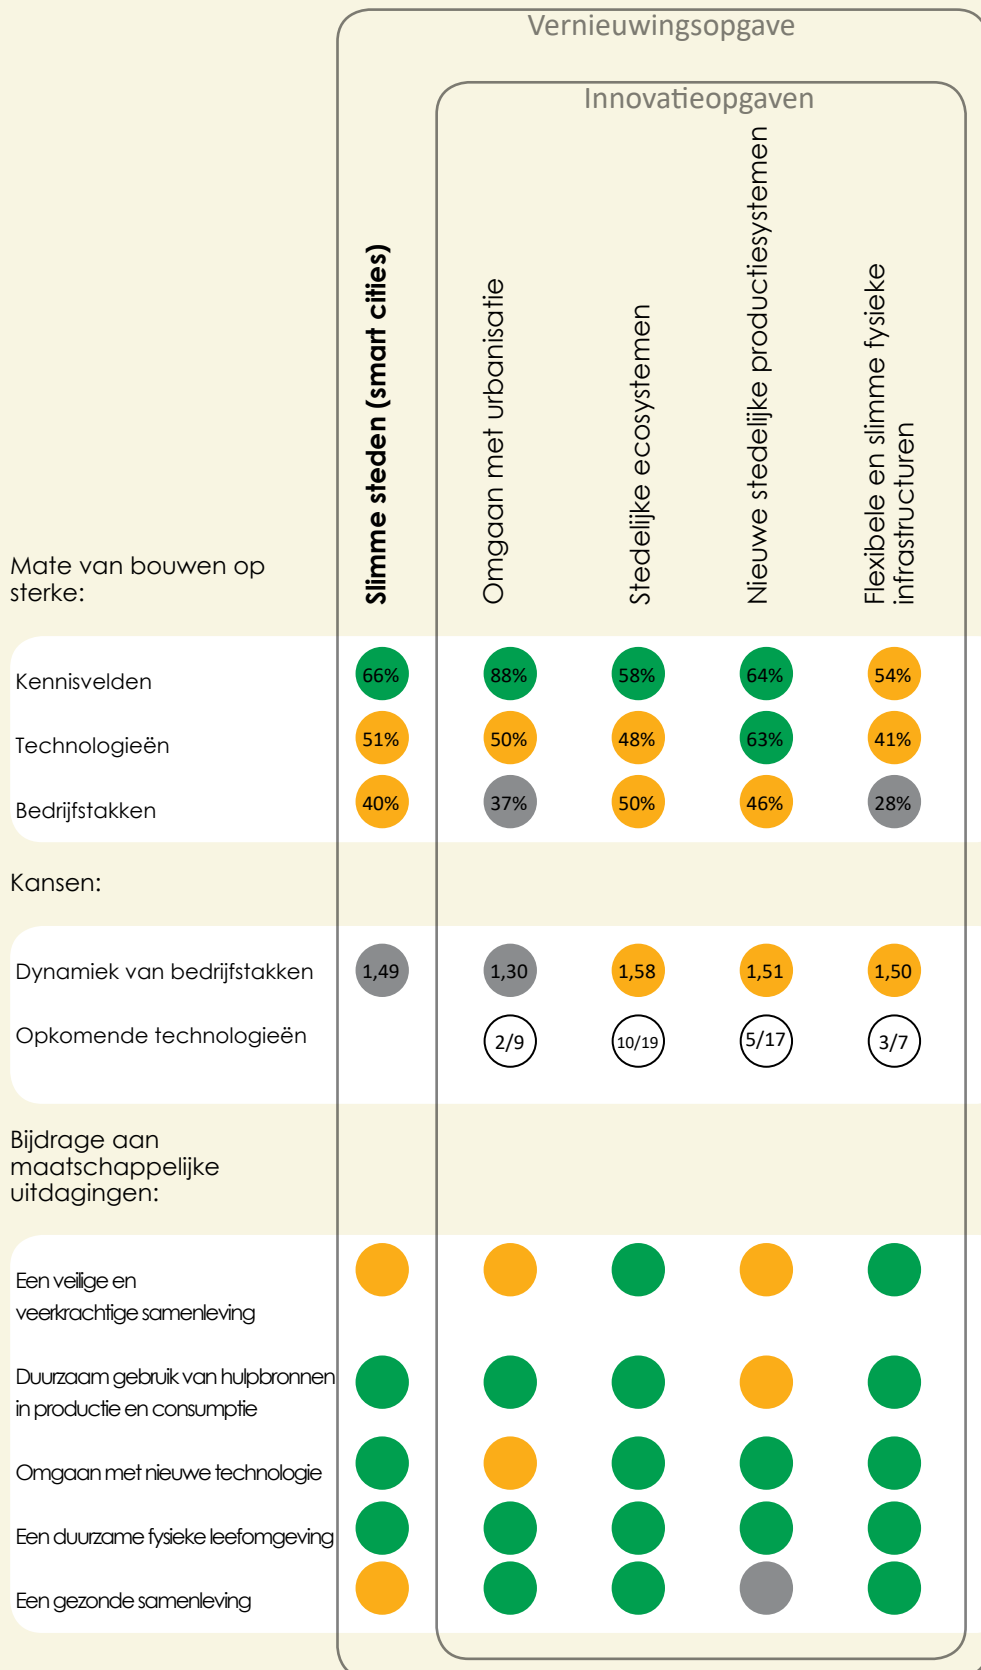 Vernieuwingsopgave
Innovatieopgaven
Slimme steden (smart cities)
Omgaan met urbanisatie
Stedelijke ecosystemen
Nieuwe stedelijke productiesystemen
Flexibele en slimme fysieke
infrastructuren
Mate van bouwen op
sterke:
Kennisvelden 66% 88% 58% 64% 54%
Technologieën 51% 50% 48% 63% 41%
Bedrijfstakken 40% 37% 50% 46% 28%
Kansen:
Dynamiek van bedrijfstakken 1,49 1,30 1,58 1,51 1,50
Opkomende technologieën 2/9 10/19 5/17 3/7
Bijdrage aan
maatschappelijke
uitdagingen:
Een veilige en
veerkrachtige samenleving
Duurzaam gebruik van hulpbronnen
in productie en consumptie
Omgaan met nieuwe technologie
Een duurzame fysieke leefomgeving
Een gezonde samenleving